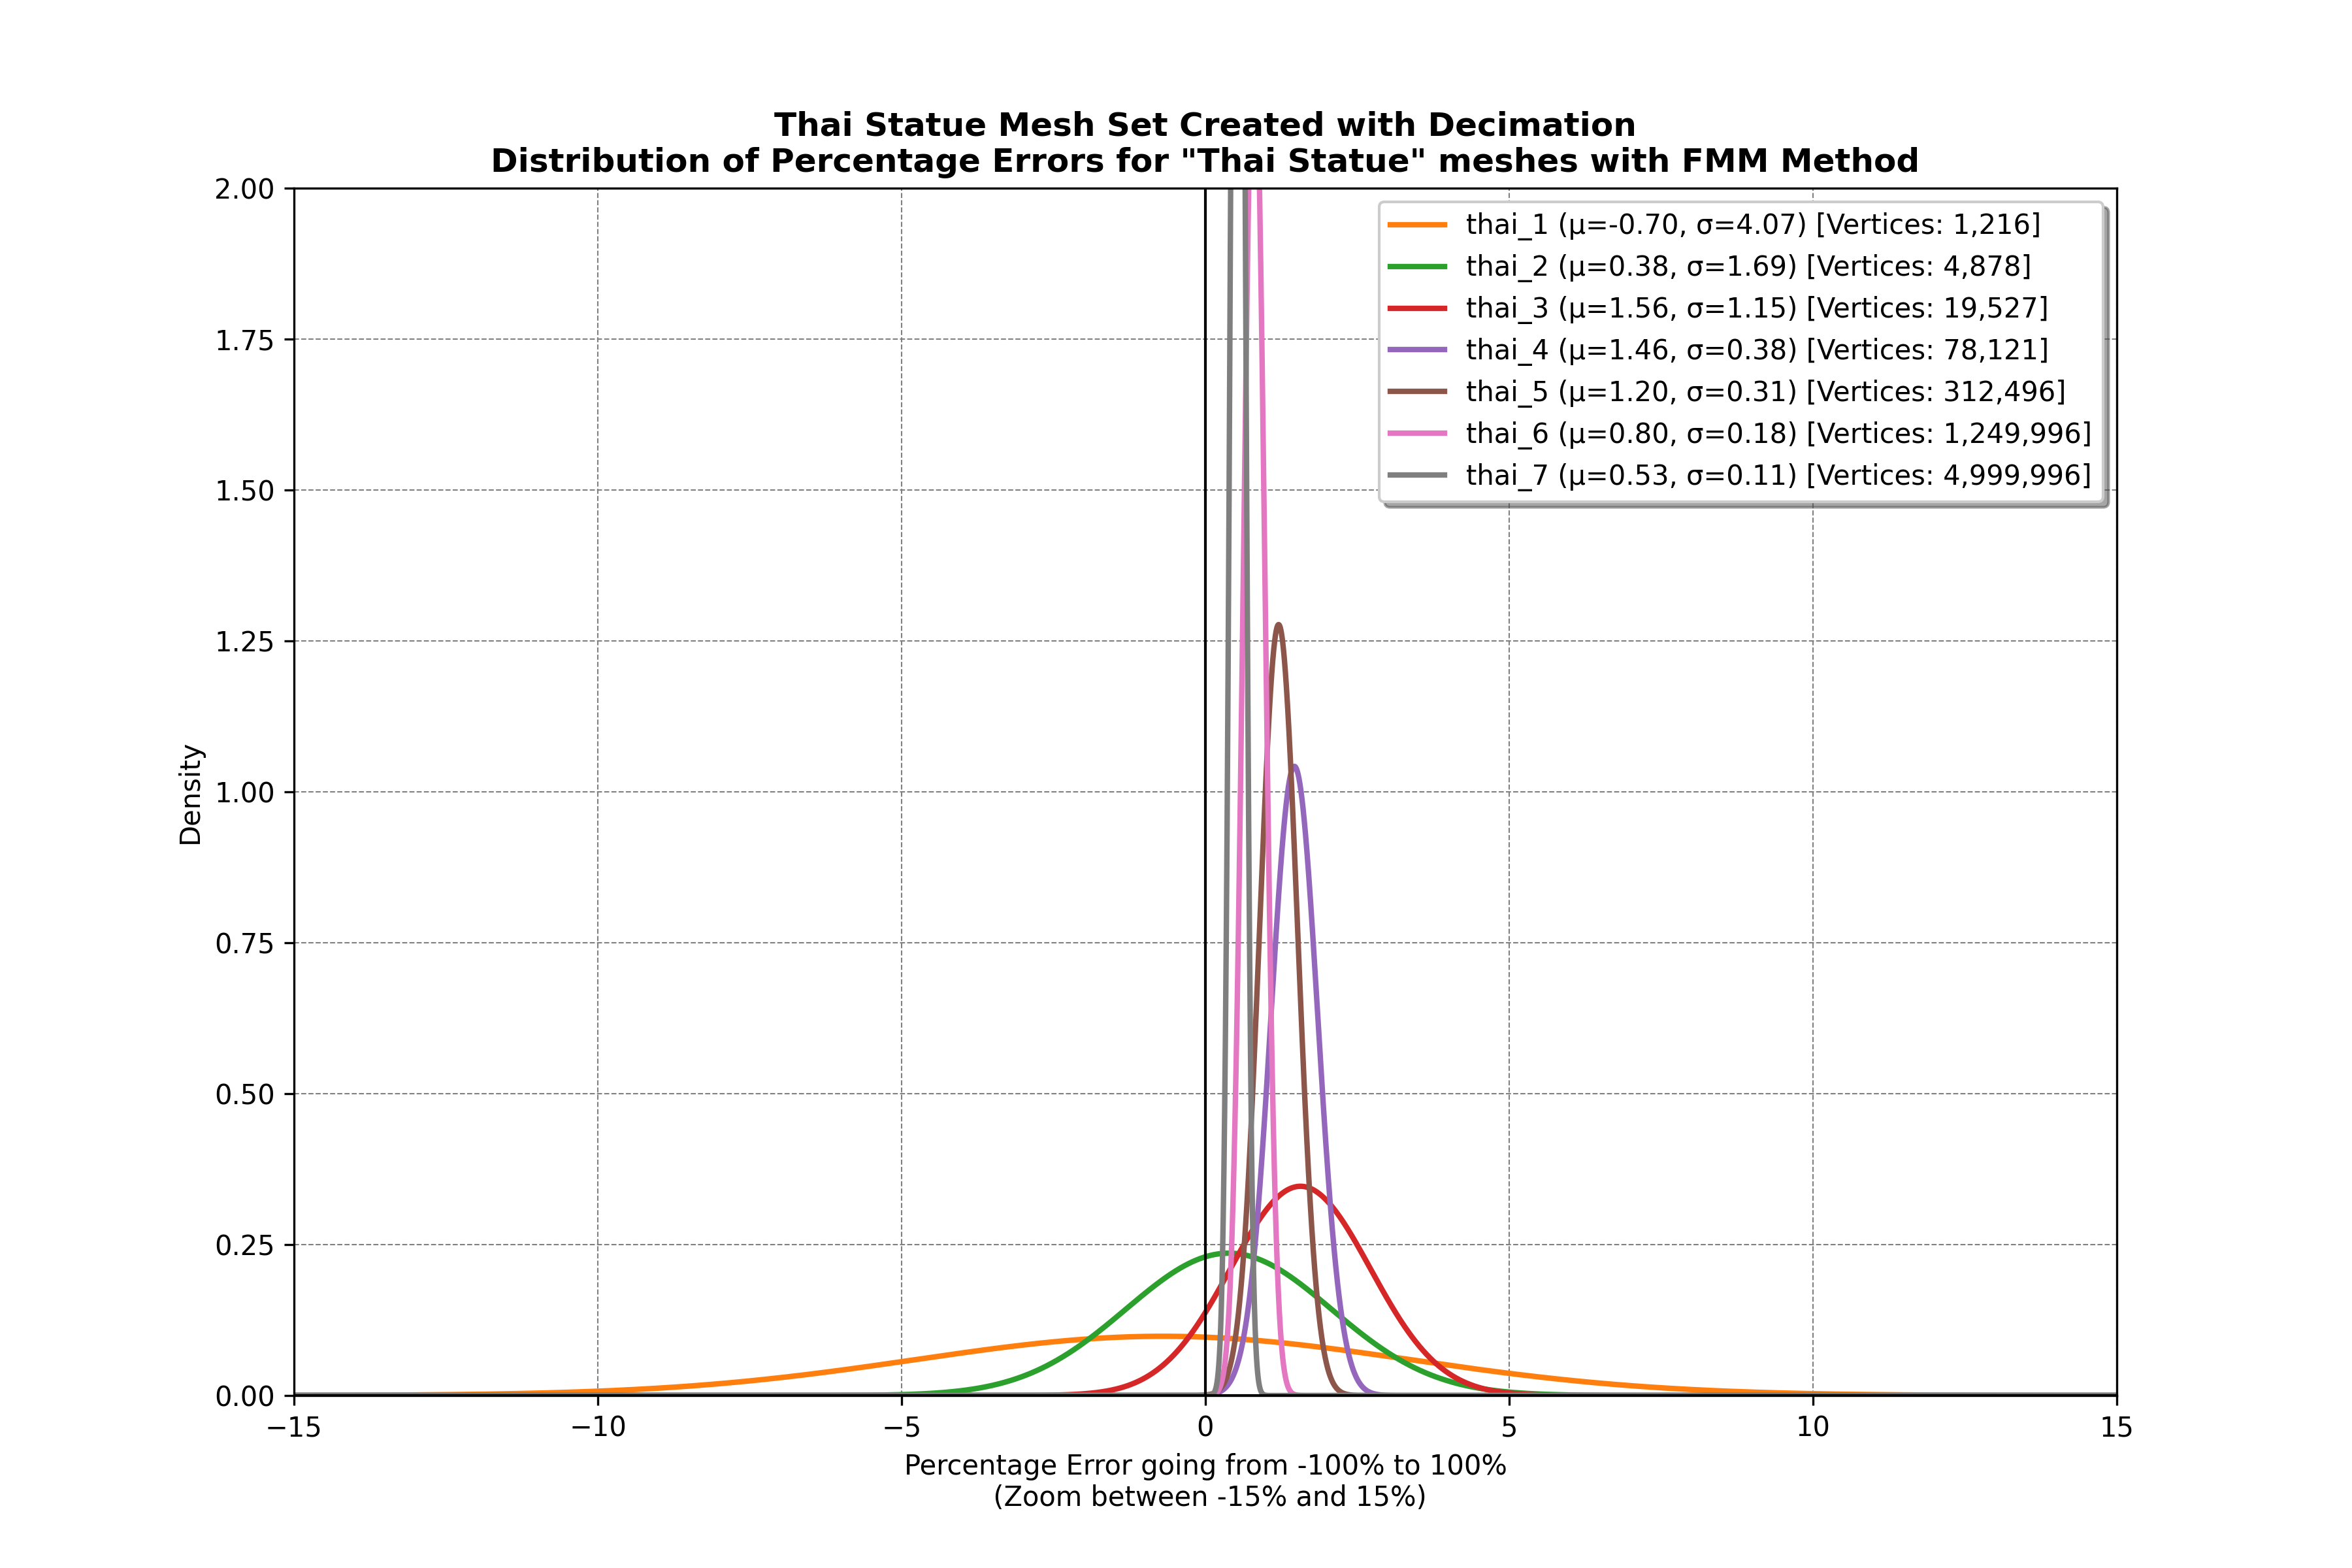 Thai Statue Mesh Set Created with Decimation
Distribution of Percentage Errors for "Thai Statue" meshes with FMM Method
2.00
1.75
1.50
1.25
1.00
0.75
0.50
0.25
0.00
Density
thai_1 (μ=-0.70, σ=4.07) [Vertices: 1,216]
thai_2 (μ=0.38, σ=1.69) [Vertices: 4,878]
thai_3 (μ=1.56, σ=1.15) [Vertices: 19,527]
thai_4 (μ=1.46, σ=0.38) [Vertices: 78,121]
thai_5 (μ=1.20, σ=0.31) [Vertices: 312,496]
thai_6 (μ=0.80, σ=0.18) [Vertices: 1,249,996]
thai_7 (μ=0.53, σ=0.11) [Vertices: 4,999,996]
−15 −10 −5 0 5 10 15
Percentage Error going from -100% to 100%
(Zoom between -15% and 15%)